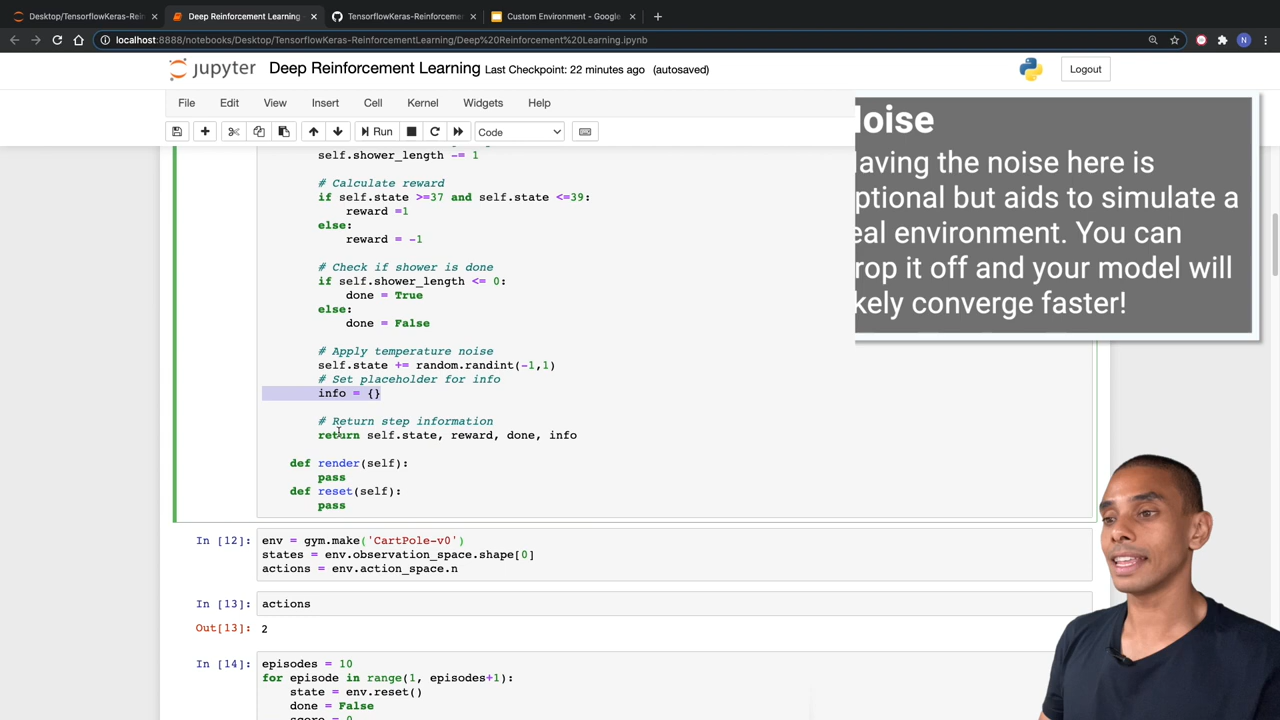 Desktop/TensorflowKeras-Rein
Deep Reinforcement Learning
TensorflowKeras-Reinforceme
Custom Environment - Google
localhost:8888/notebooks/Desktop/TensorflowKeras-ReinforcementLearning/Deep%20Reinforcement%20Learning.ipynb
N
jupyter Deep Reinforcement Learning Last Checkpoint: 22 minutes ago (autosaved)
Logout
File Edit View Insert Cell Kernel Widgets Help
Run Code
self.shower_length -= 1
# Calculate reward
if self.state >=37 and self.state <=39:
reward =1
else:
reward = -1
# Check if shower is done
if self.shower_length <= 0:
done = True
else:
done = False
# Apply temperature noise
self.state += random.randint(-1,1)
# Set placeholder for info
info = {}
# Return step information
return self.state, reward, done, info
def render(self):
pass
def reset(self):
pass
In [12]: env = gym.make('CartPole-v0')
states = env.observation_space.shape[0]
actions = env.action_space.n
In [13]: actions
Out[13]: 2
In [14]: episodes = 10
for episode in range(1, episodes+1):
state = env.reset()
done = False
score = 0
oise
aving the noise here is
ptional but aids to simulate a
eal environment. You can
rop it off and your model will
kely converge faster!